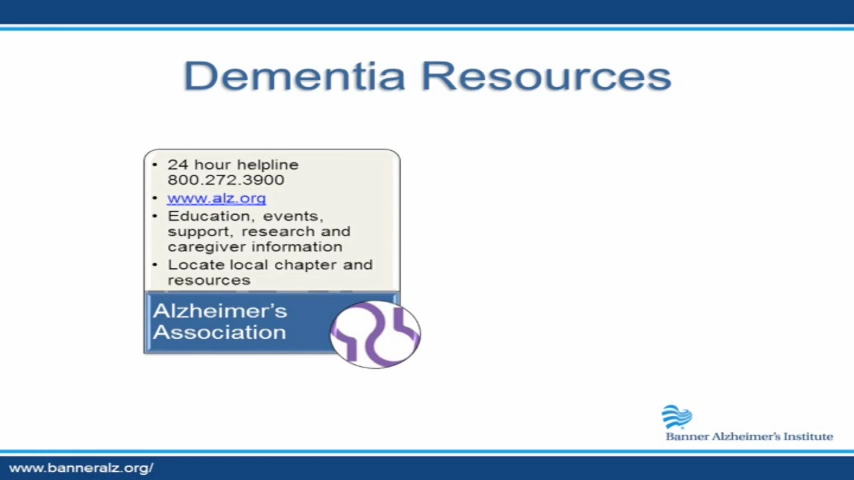 Dementia Resources
• 24 hour helpline
800.272.3900
• www.alz.org
• Education, events,
support, research and
caregiver information
• Locate local chapter and
resources
Alzheimer's
Association
Banner Alzheimer's Institute
www.banneralz.org/